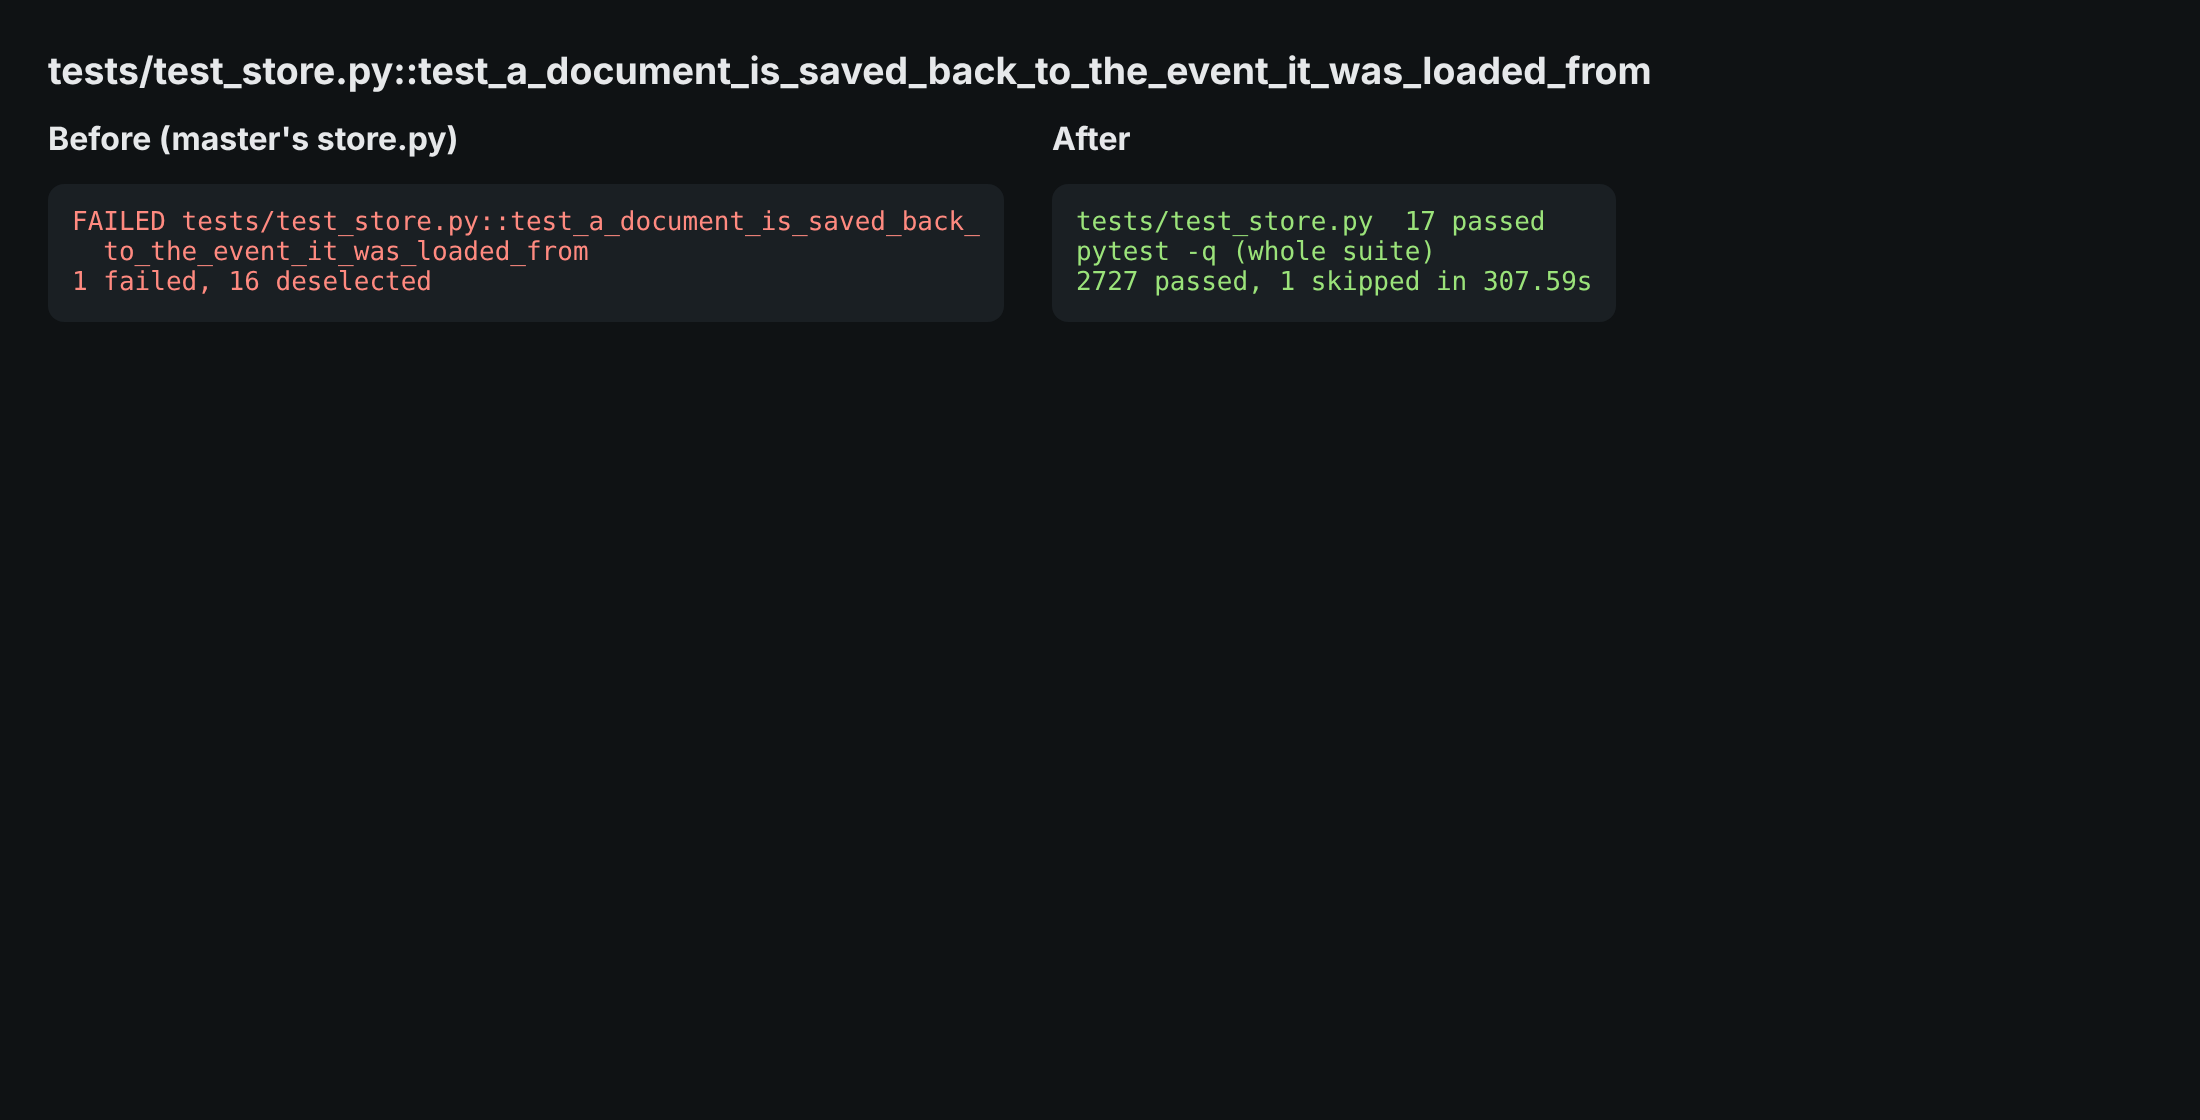 tests/test_store.py::test_a_document_is_saved_back_to_the_event_it_was_loaded_from
Before (master's store.py)
FAILED tests/test_store.py::test_a_document_is_saved_back_
to_the_event_it_was_loaded_from
1 failed, 16 deselected
After
tests/test_store.py  17 passed
pytest -q (whole suite)
2727 passed, 1 skipped in 307.59s